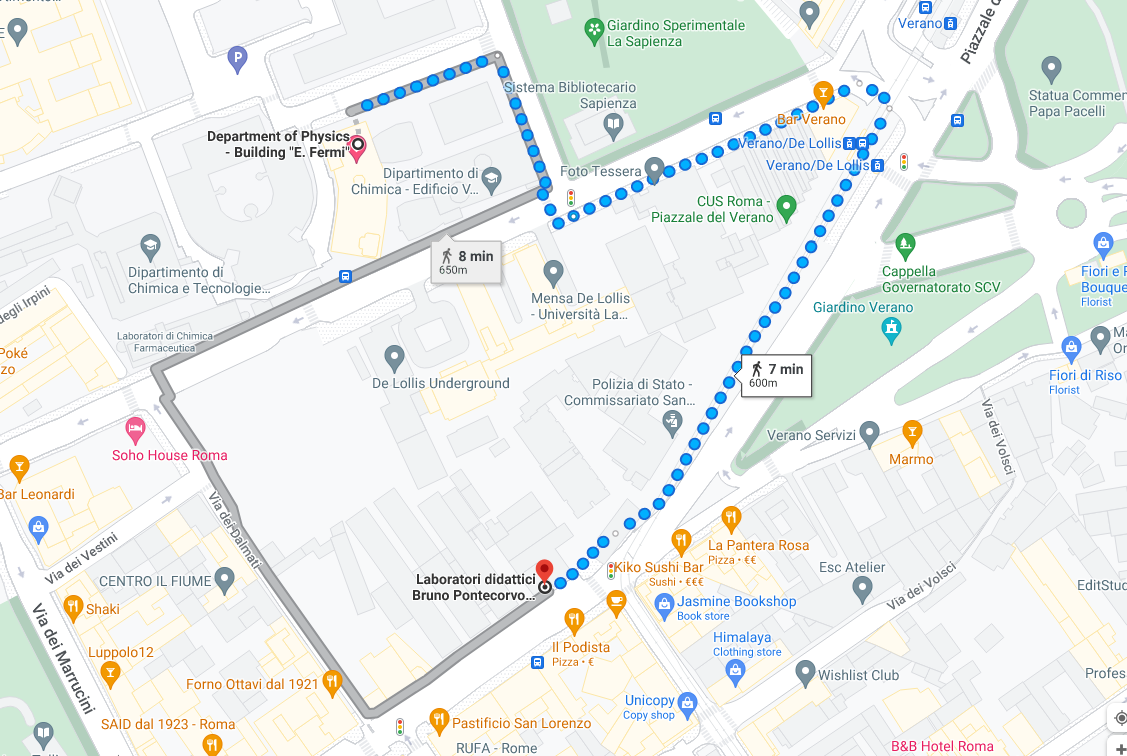 Giardino Sperimentale
La Sapienza
Verano
Piazzale d
P
Statua Commen
Papa Pacelli
Sistema Bibliotecario
Sapienza
Bar Verano
Department of Physics
- Building "E. Fermi"
Verano/De Lollis
Verano/De Lollis
Foto Tessera
Dipartimento di
Chimica - Edificio V...
CUS Roma -
Piazzale del Verano
8 min
650m
Dipartimento di
Chimica e Tecnologie...
Cappella
Governatorato SCV
Fiori e F
Bouque
Florist
degli Irpini
Mensa De Lollis
- Università La...
Giardino Verano
Laboratori di Chimica
Farmaceutica
Poké
zo
De Lollis Underground
Polizia di Stato -
Commissariato San...
7 min
600m
Ma
On
Fiori di Riso
Florist
Via dei Volsci
Verano Servizi
Marmo
Soho House Roma
Bar Leonardi
Via dei Dalmati
Via dei Vestini
La Pantera Rosa
Pizza • €€
Kiko Sushi Bar
Sushi • €€€
Esc Atelier
Via dei Volsci
CENTRO IL FIUME
Laboratori didattici
Bruno Pontecorvo...
EditStu
Jasmine Bookshop
Book store
Shaki
Via dei Marrucini
Luppolo12
Il Podista
Pizza • €
Himalaya
Clothing store
Forno Ottavi dal 1921
Wishlist Club
Profes
SAID dal 1923 - Roma
Unicopy
Copy shop
Pastificio San Lorenzo
RUFA - Rome
B&B Hotel Roma